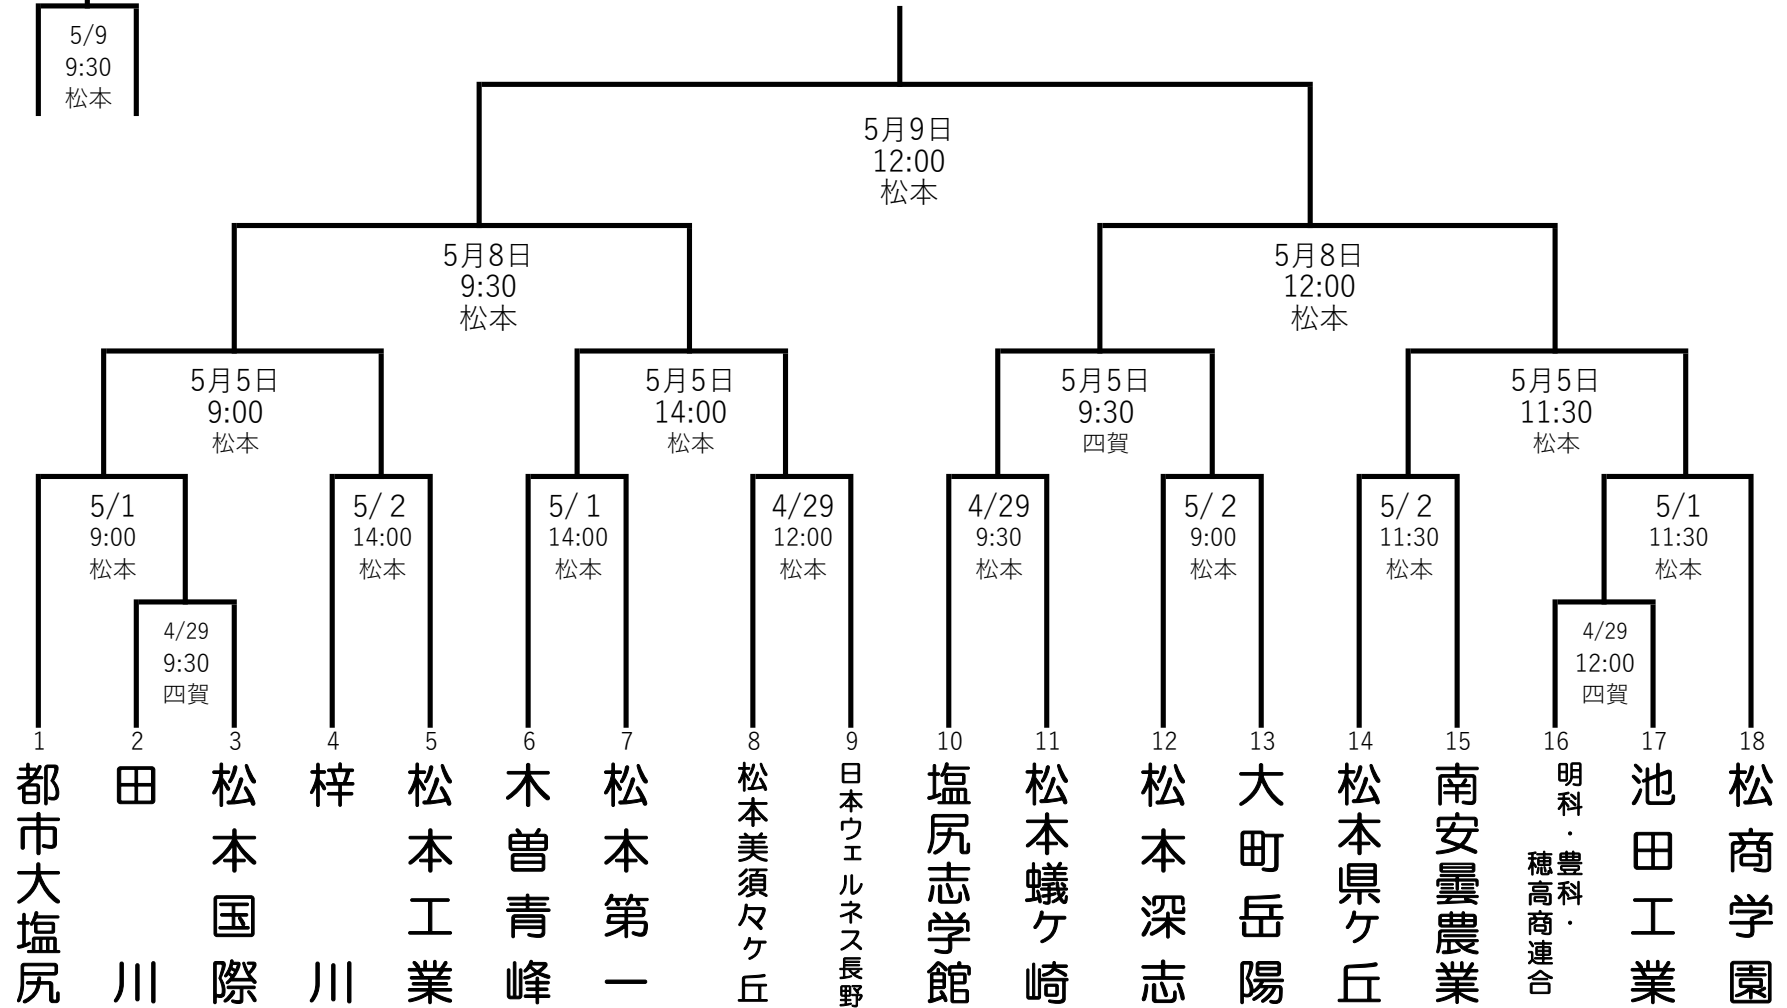 5/9
9:30
松本
5月9日
12:00
松本
5月8日
9:30
松本
5月8日
12:00
松本
5月5日
9:00
松本
5月5日
14:00
松本
5月5日
9:30
四賀
5月5日
11:30
松本
5/1
9:00
松本
5/2
14:00
松本
5/1
14:00
松本
4/29
12:00
松本
4/29
9:30
松本
5/2
9:00
松本
5/2
11:30
松本
5/1
11:30
松本
4/29
9:30
四賀
4/29
12:00
四賀
1
都市大塩尻
2
田川
3
松本国際
4
梓川
5
松本工業
6
木曽青峰
7
松本第一
8
松本美須々ケ丘
9
日本ウェルネス長野
10
塩尻志学館
11
松本蟻ケ崎
12
松本深志
13
大町岳陽
14
松本県ケ丘
15
南安曇農業
16
明科・豊科・
穂高商連合
17
池田工業
18
松商学園